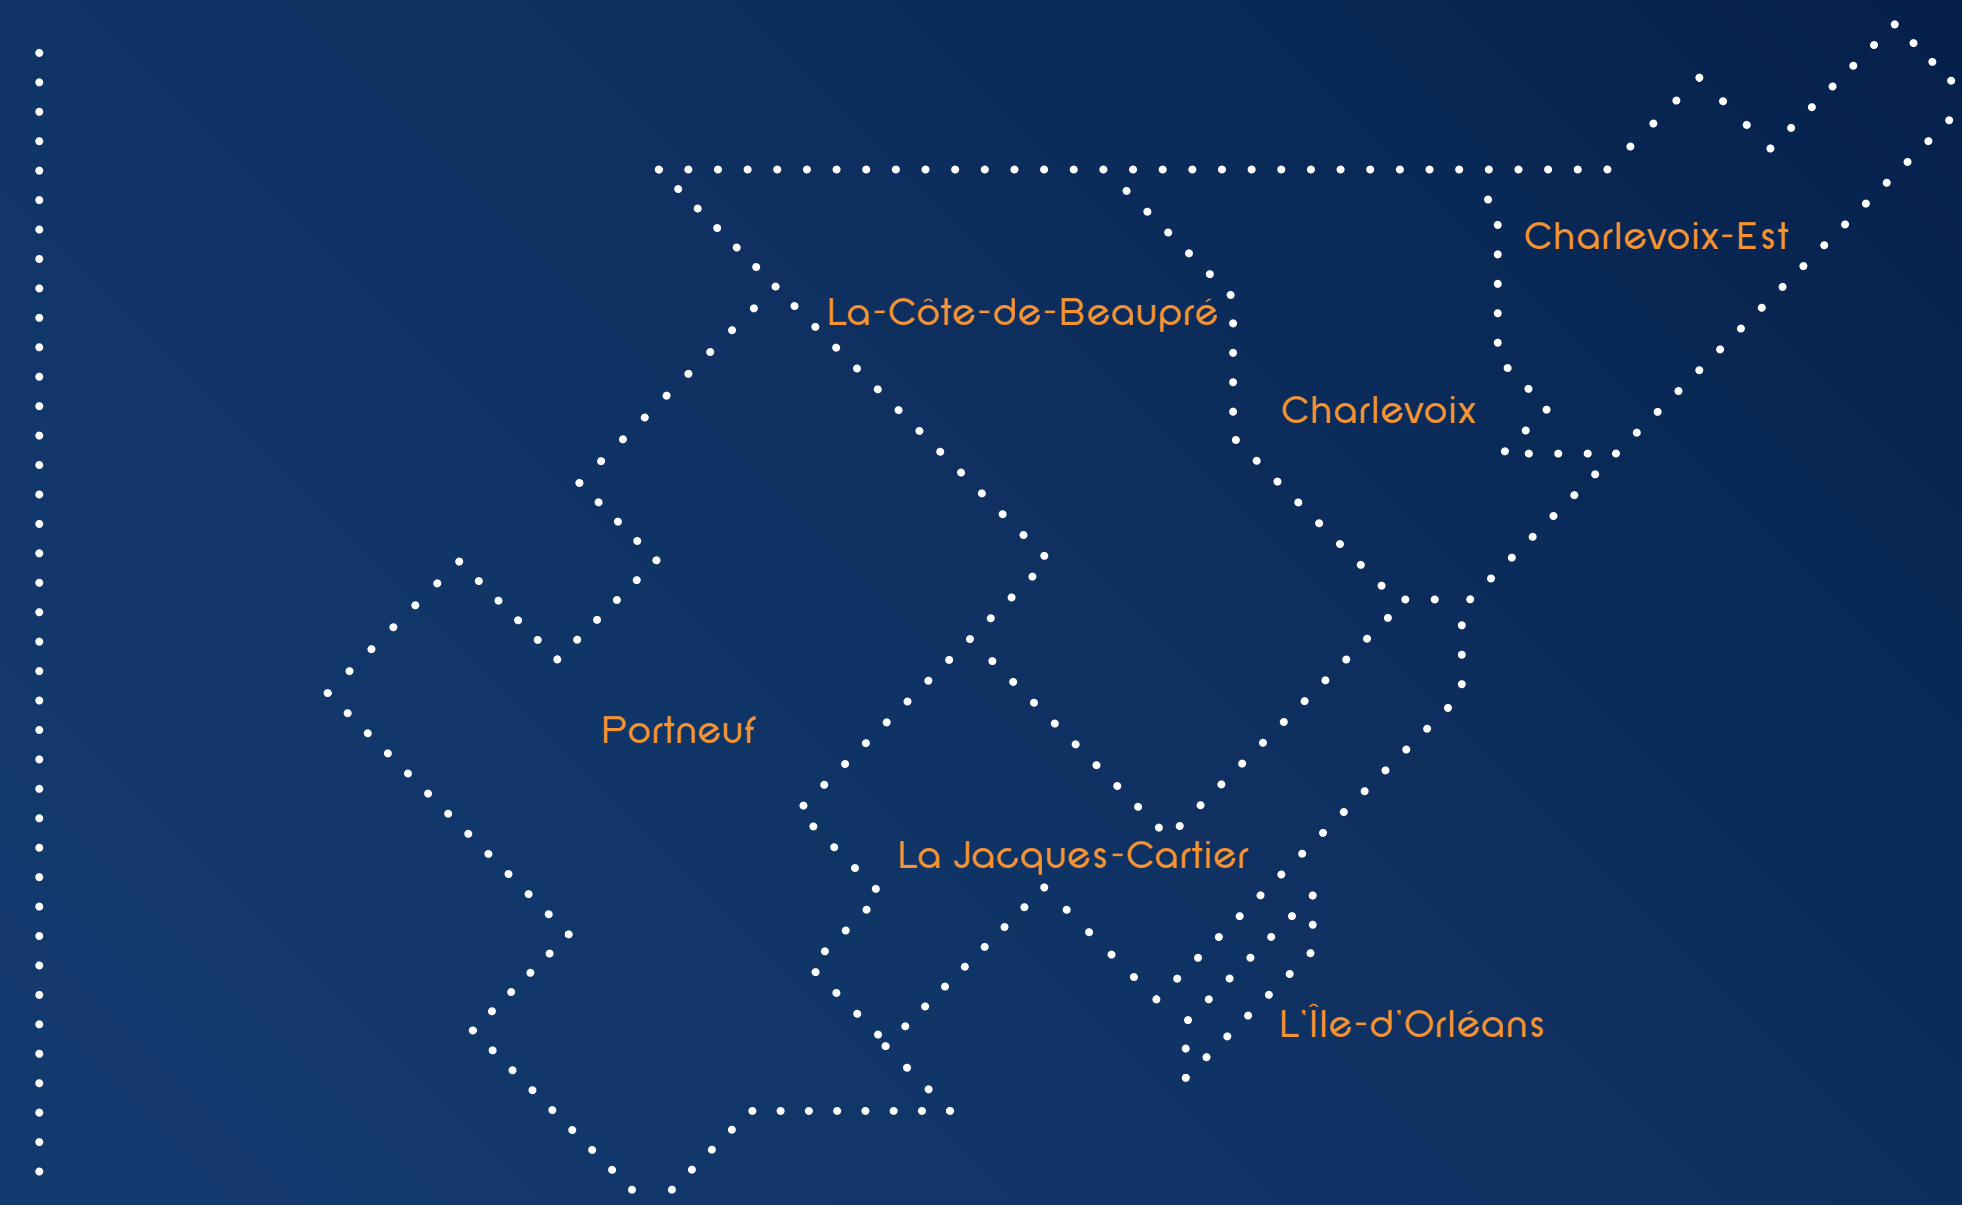 Charlevoix-Est
La-Côte-de-Beaupré
Charlevoix
Portneuf
La Jacques-Cartier
L'Île-d'Orléans